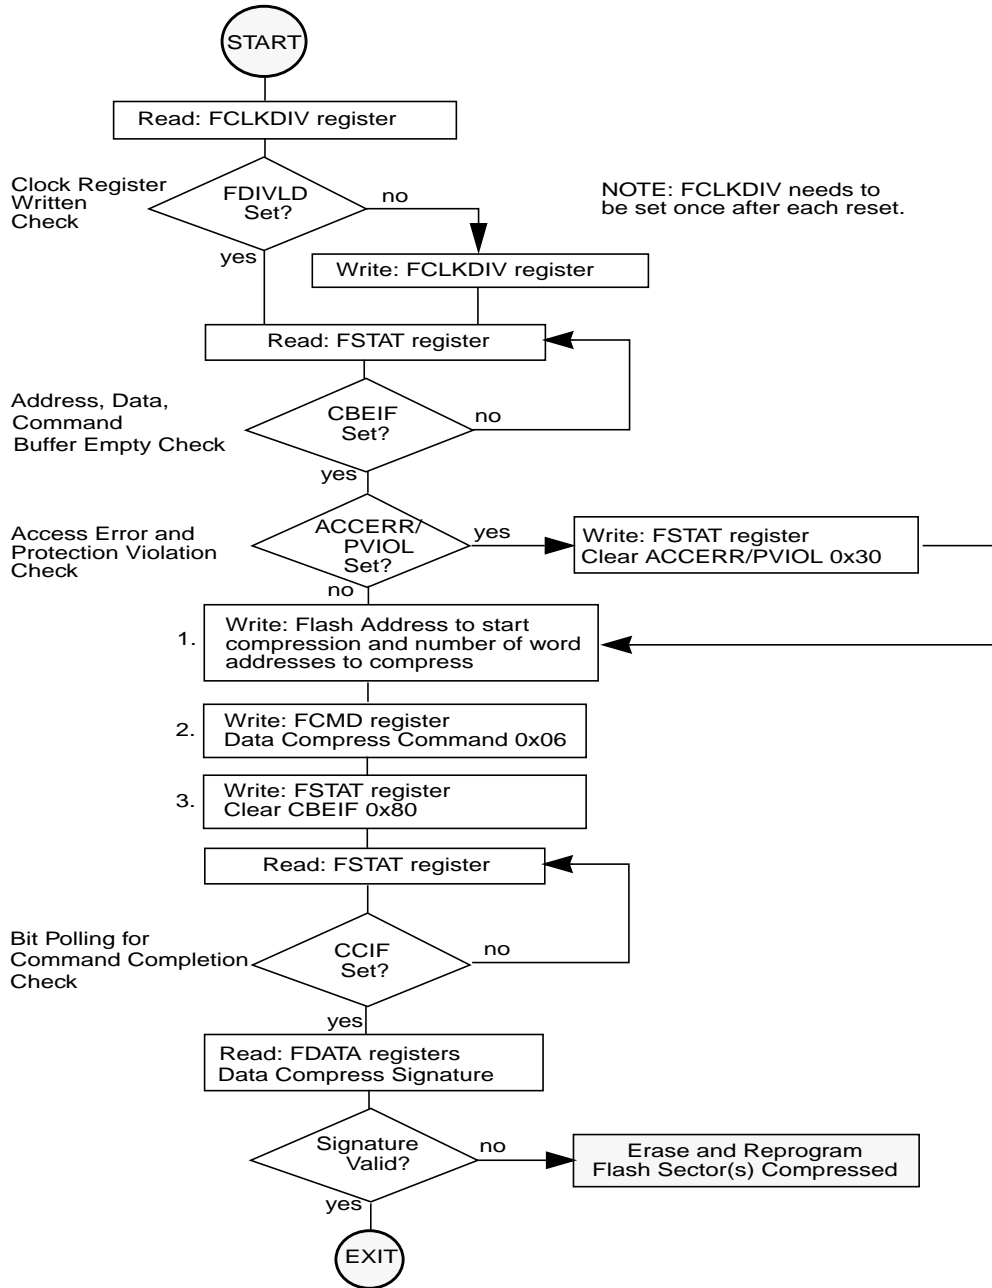 START
Read: FCLKDIV register
Clock Register
Written
Check
FDIVLD
Set?
no
yes
NOTE: FCLKDIV needs to
be set once after each reset.
Write: FCLKDIV register
Read: FSTAT register
Address, Data,
Command
Buffer Empty Check
CBEIF
Set?
no
yes
Access Error and
Protection Violation
Check
ACCERR/
PVIOL
Set?
yes
no
Write: FSTAT register
Clear ACCERR/PVIOL 0x30
1.
Write: Flash Address to start
compression and number of word
addresses to compress
2.
Write: FCMD register
Data Compress Command 0x06
3.
Write: FSTAT register
Clear CBEIF 0x80
Read: FSTAT register
Bit Polling for
Command Completion
Check
CCIF
Set?
no
yes
Read: FDATA registers
Data Compress Signature
Signature
Valid?
no
yes
Erase and Reprogram
Flash Sector(s) Compressed
EXIT